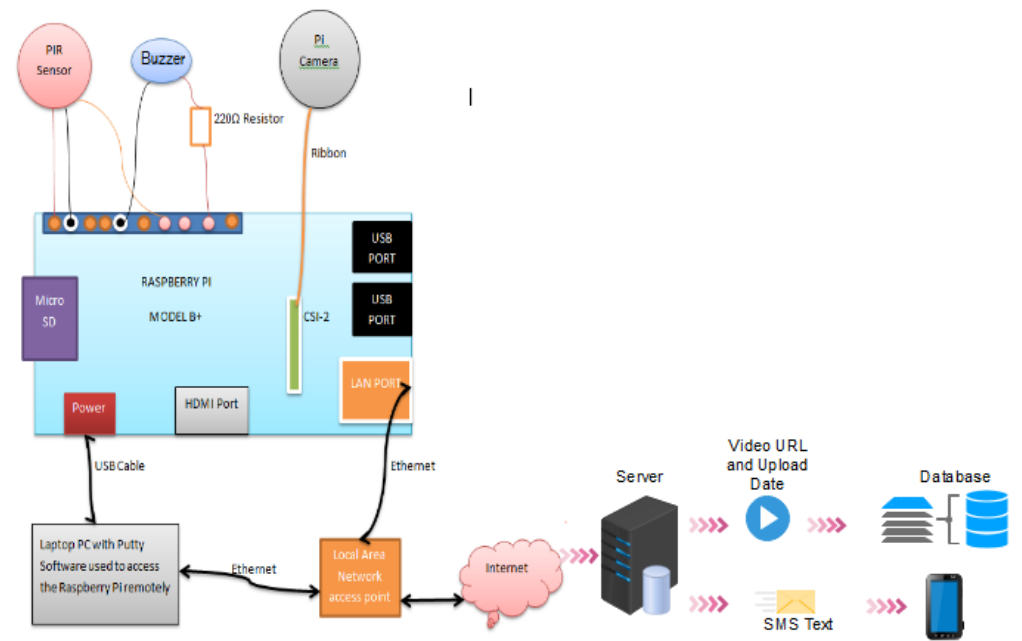 PIR
Sensor
Buzzer
Pi
Camera
220Ω Resistor
Ribbon
USB
PORT
RASPBERRY PI
MODEL B+
Micro
SD
USB
PORT
CSI-2
LAN PORT
Power
HDMI Port
USB Cable
Ethernet
Video URL
and Upload
Date
Server
Database
Laptop PC with Putty
Software used to access
the Raspberry Pi remotely
Ethernet
Local Area
Network
access point
Internet
SMS Text